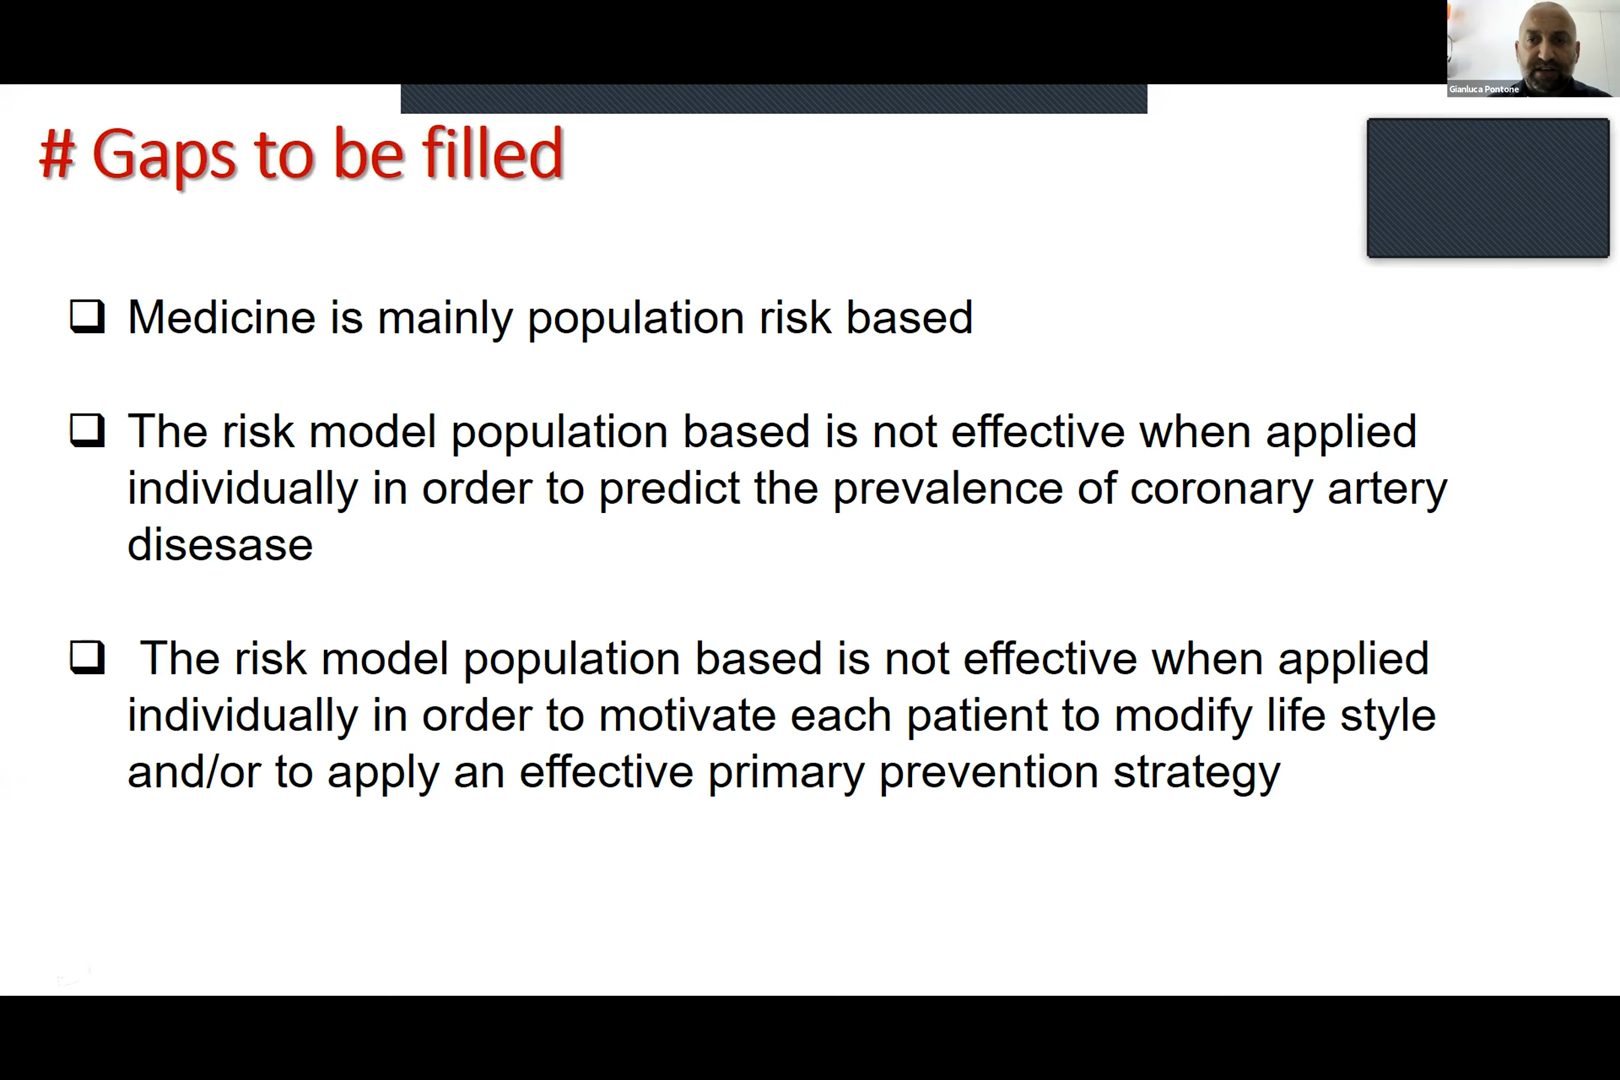 Gianluca Pontone
# Gaps to be filled
❑ Medicine is mainly population risk based
❑ The risk model population based is not effective when applied
individually in order to predict the prevalence of coronary artery
disesase
❑ The risk model population based is not effective when applied
individually in order to motivate each patient to modify life style
and/or to apply an effective primary prevention strategy